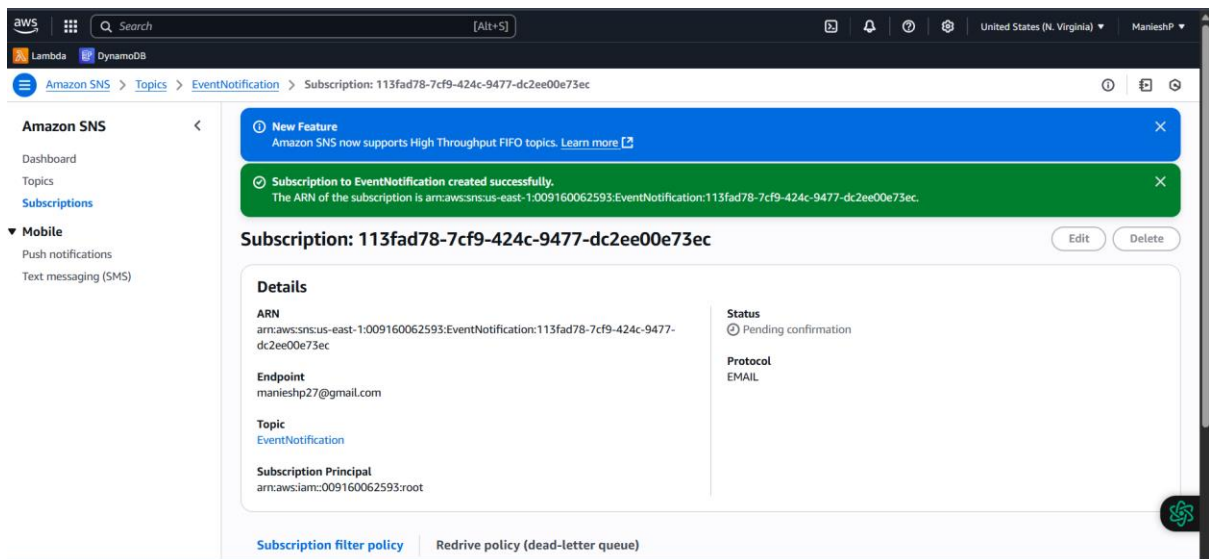 aws
Search
[Alt+S]
United States (N. Virginia)
ManieshP
Lambda
DynamoDB
Amazon SNS > Topics > EventNotification > Subscription: 113fad78-7cf9-424c-9477-dc2ee00e73ec
Amazon SNS
Dashboard
Topics
Subscriptions
Mobile
Push notifications
Text messaging (SMS)
New Feature
Amazon SNS now supports High Throughput FIFO topics. Learn more
Subscription to EventNotification created successfully.
The ARN of the subscription is arn:aws:sns:us-east-1:009160062593:EventNotification:113fad78-7cf9-424c-9477-dc2ee00e73ec.
Subscription: 113fad78-7cf9-424c-9477-dc2ee00e73ec
Edit
Delete
Details
ARN
arn:aws:sns:us-east-1:009160062593:EventNotification:113fad78-7cf9-424c-9477-
dc2ee00e73ec
Endpoint
manieshp27@gmail.com
Topic
EventNotification
Subscription Principal
arn:aws:iam::009160062593:root
Status
Pending confirmation
Protocol
EMAIL
Subscription filter policy
Redrive policy (dead-letter queue)